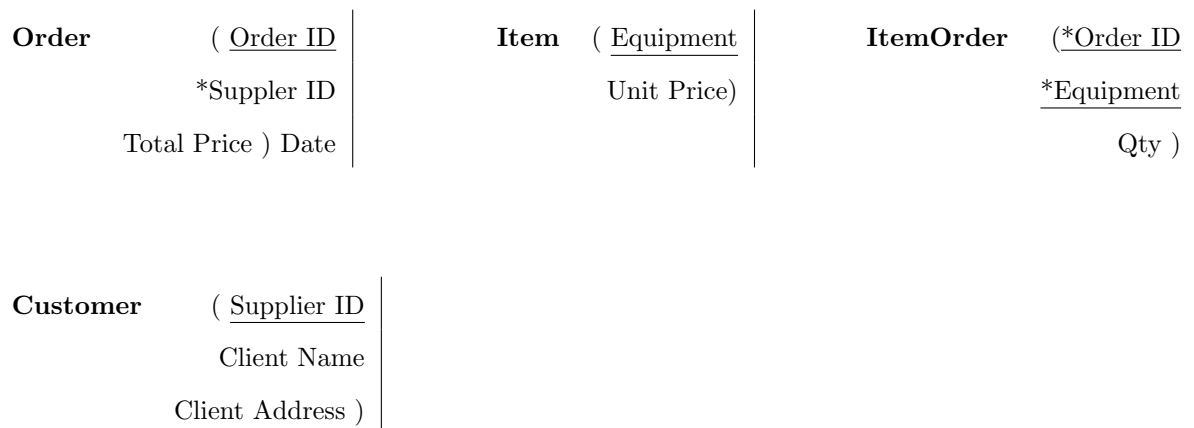 Order ( Order ID
*Suppler ID
Total Price ) Date
Item ( Equipment
Unit Price)
ItemOrder (*Order ID
*Equipment
Qty )
Customer ( Supplier ID
Client Name
Client Address )